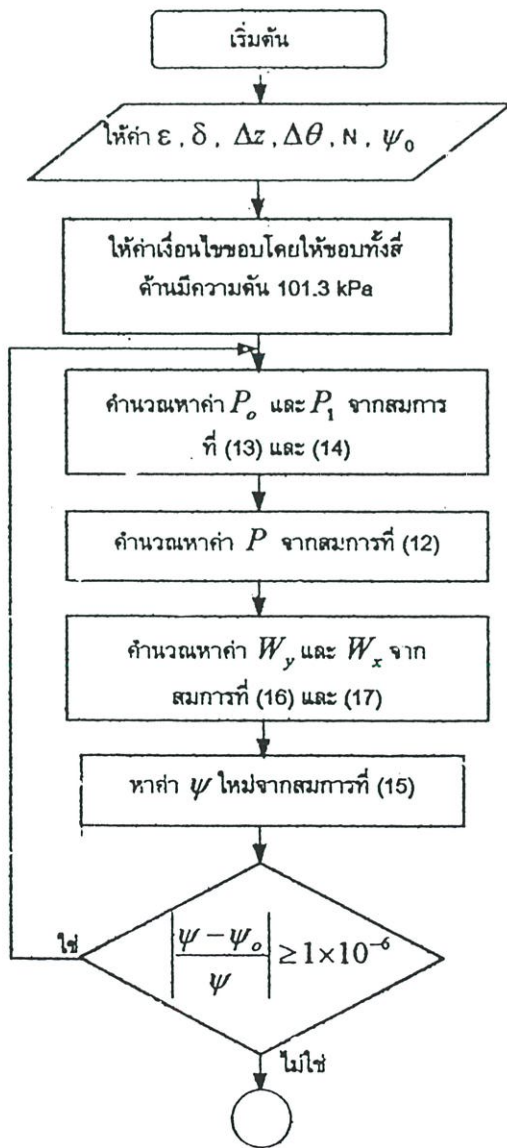 เริ่มต้น
ให้ค่า ε , δ , Δz , Δθ , N , ψ₀
ให้ค่าเงื่อนไขขอบโดยให้ขอบทั้งสี่
ด้านมีความดัน 101.3 kPa
คำนวณหาค่า Pₒ และ P₁ จากสมการ
ที่ (13) และ (14)
คำนวณหาค่า P จากสมการที่ (12)
คำนวณหาค่า W_y และ W_x จาก
สมการที่ (16) และ (17)
หาค่า ψ ใหม่จากสมการที่ (15)
ใช่
|(ψ − ψₒ)/ψ| ≥ 1×10⁻⁶
ไม่ใช่